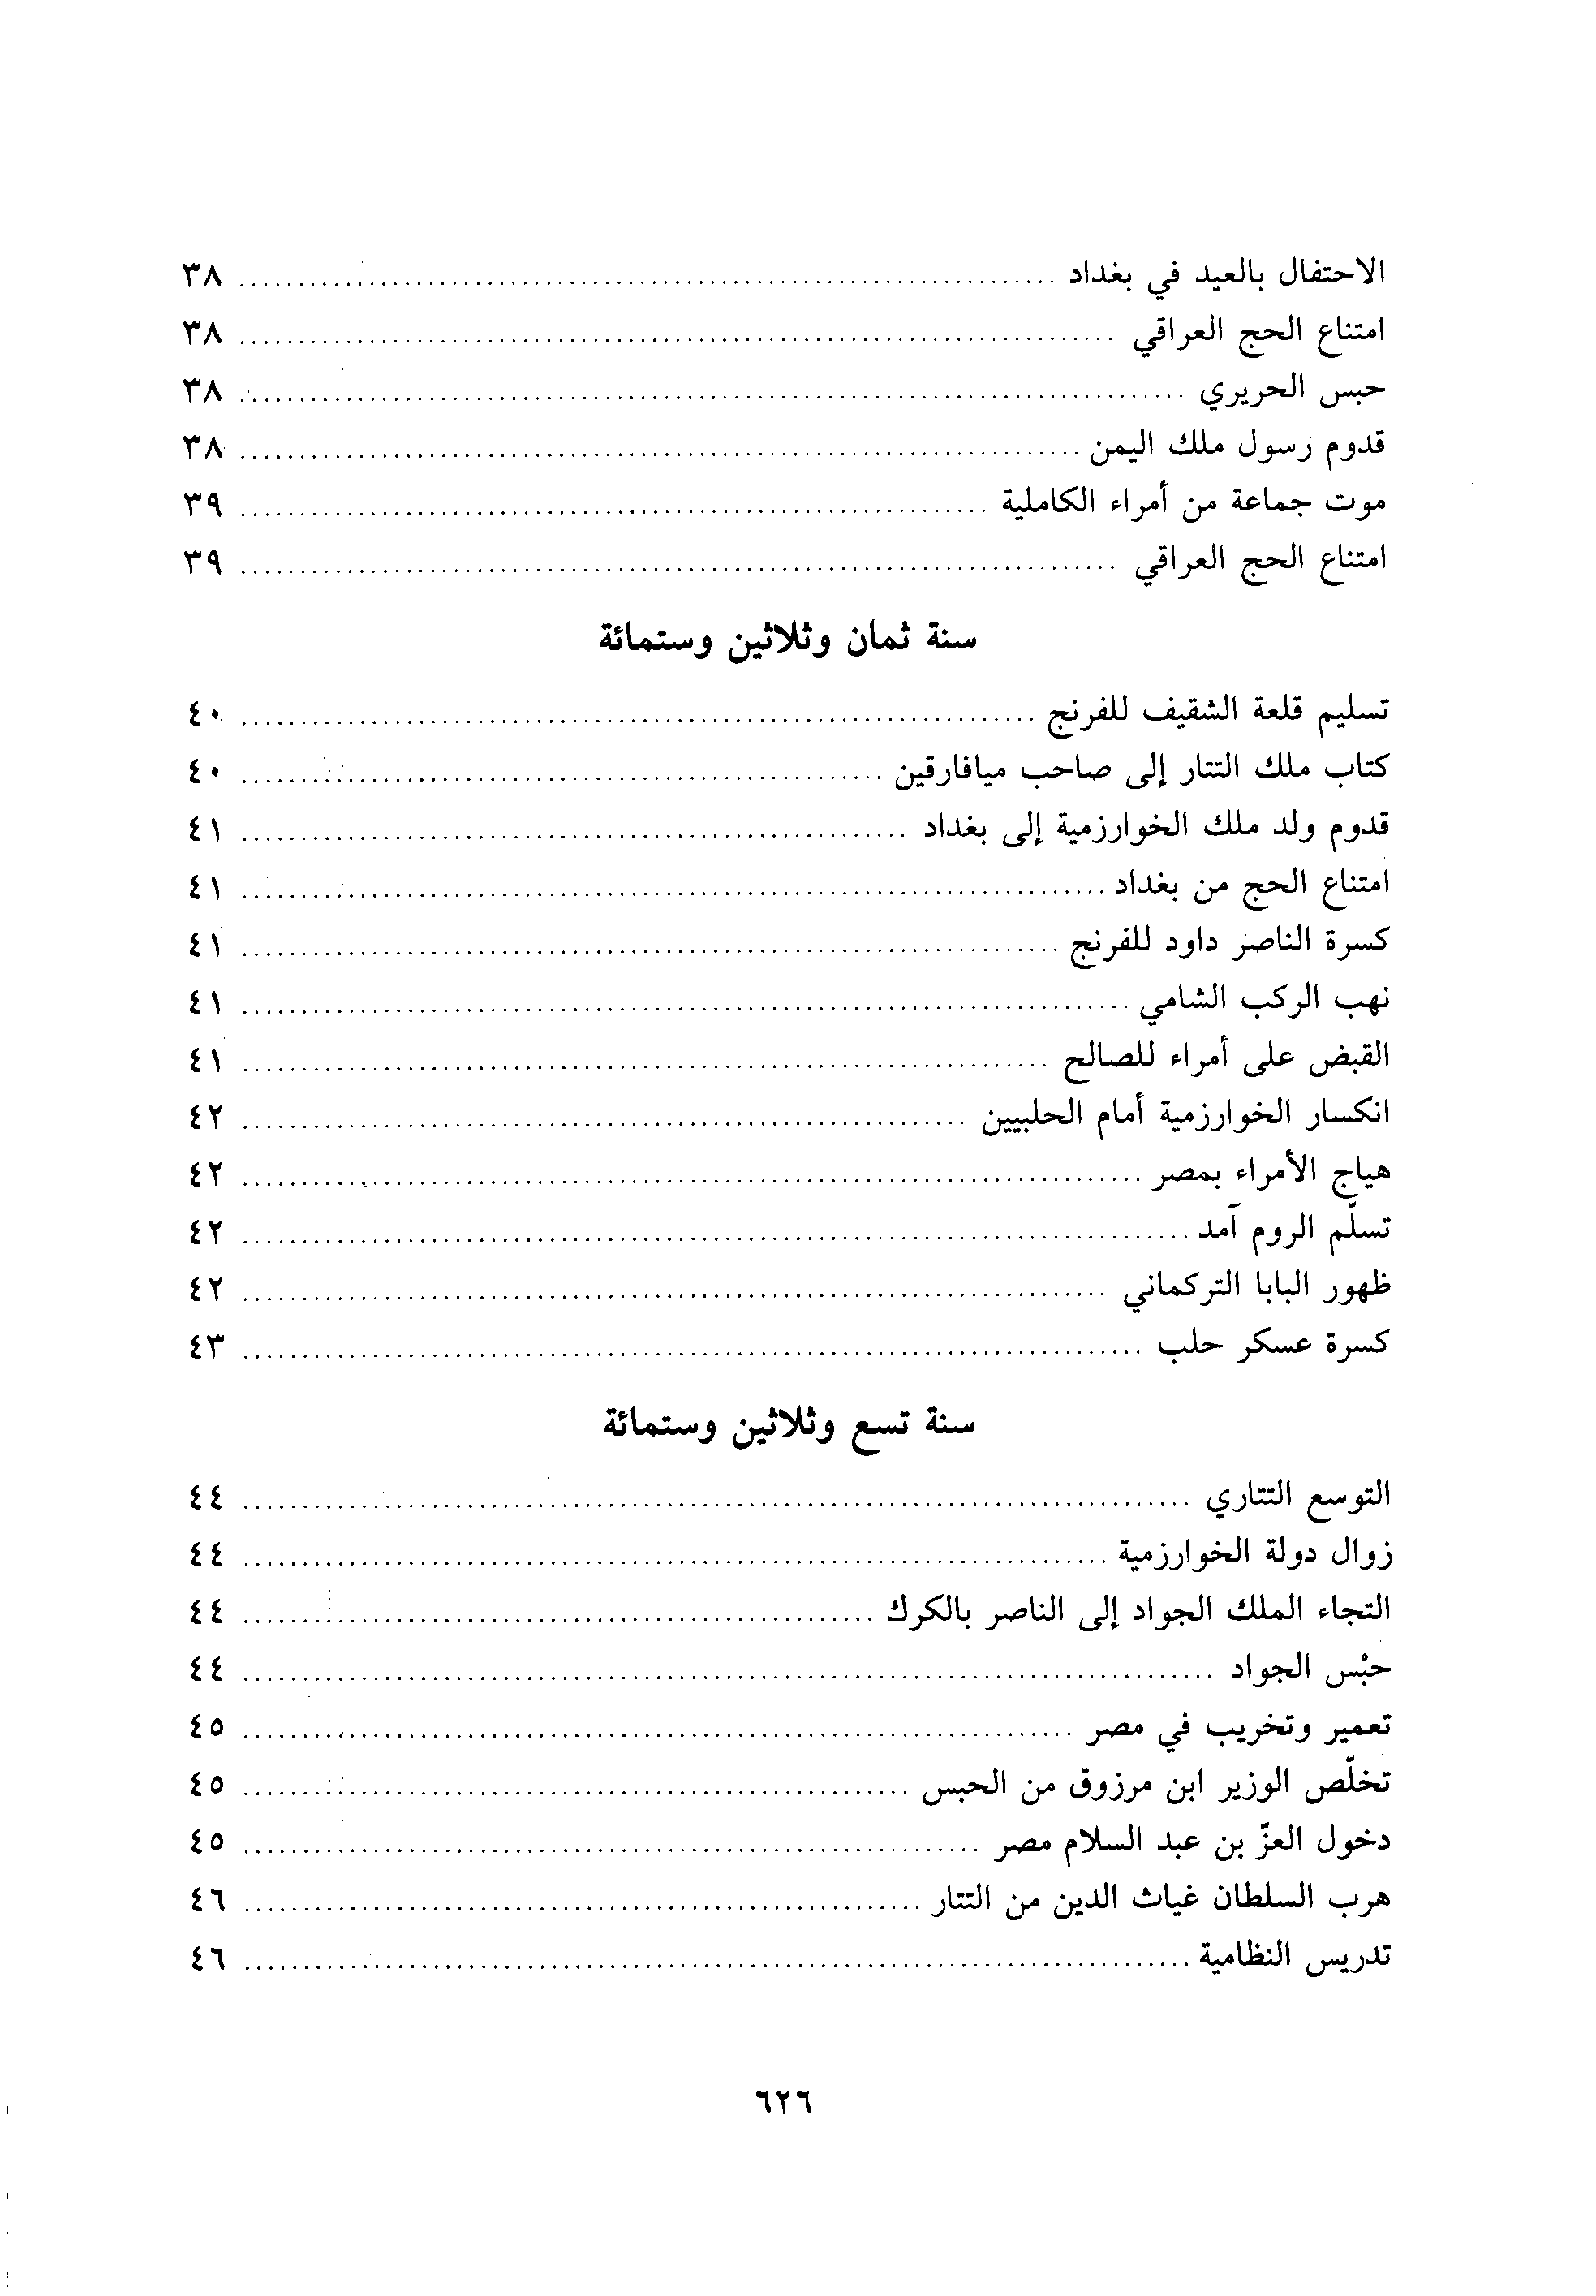 الاحتفال بالعيد في بغداد ........................................ ٣٨
امتناع الحج العراقي ........................................ ٣٨
حبس الحريري ........................................ ٣٨
قدوم رسول ملك اليمن ........................................ ٣٨
موت جماعة من أمراء الكاملية ........................................ ٣٩
امتناع الحج العراقي ........................................ ٣٩
سنة ثمان وثلاثين وستمائة
تسليم قلعة الشقيف للفرنج ........................................ ٤٠
كتاب ملك التتار إلى صاحب ميافارقين ........................................ ٤٠
قدوم ولد ملك الخوارزمية إلى بغداد ........................................ ٤١
امتناع الحج من بغداد ........................................ ٤١
كسرة الناصر داود للفرنج ........................................ ٤١
نهب الركب الشامي ........................................ ٤١
القبض على أمراء للصالح ........................................ ٤١
انكسار الخوارزمية أمام الحلبيين ........................................ ٤٢
هياج الأمراء بمصر ........................................ ٤٢
تسلّم الروم آمد ........................................ ٤٢
ظهور البابا التركماني ........................................ ٤٢
كسرة عسكر حلب ........................................ ٤٣
سنة تسع وثلاثين وستمائة
التوسع التتاري ........................................ ٤٤
زوال دولة الخوارزمية ........................................ ٤٤
التجاء الملك الجواد إلى الناصر بالكرك ........................................ ٤٤
حبْس الجواد ........................................ ٤٤
تعمير وتخريب في مصر ........................................ ٤٥
تخلّص الوزير ابن مرزوق من الحبس ........................................ ٤٥
دخول العزّ بن عبد السلام مصر ........................................ ٤٥
هرب السلطان غياث الدين من التتار ........................................ ٤٦
تدريس النظامية ........................................ ٤٦
٦٢٦